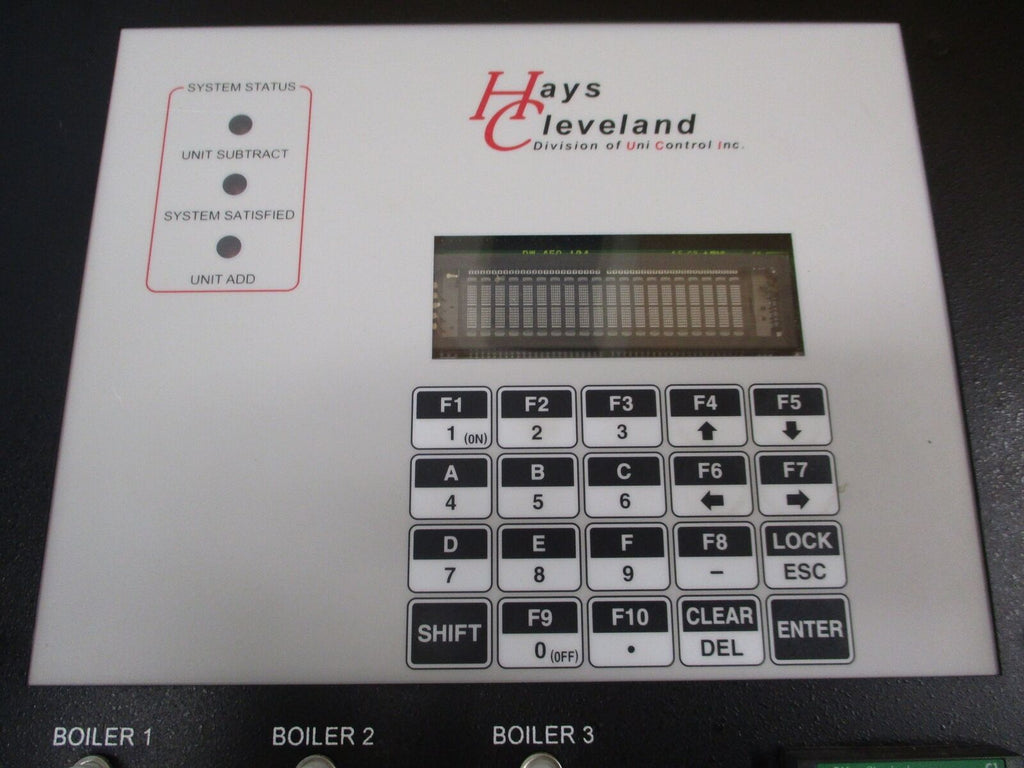 SYSTEM STATUS
UNIT SUBTRACT
SYSTEM SATISFIED
UNIT ADD
Hays
Cleveland
Division of Uni Control Inc.
F1 F2 F3 F4 F5
1 (ON) 2 3
A B C F6 F7
4 5 6
D E F F8 LOCK
7 8 9 – ESC
SHIFT F9 F10 CLEAR ENTER
0 (OFF) • DEL
BOILER 1 BOILER 2 BOILER 3